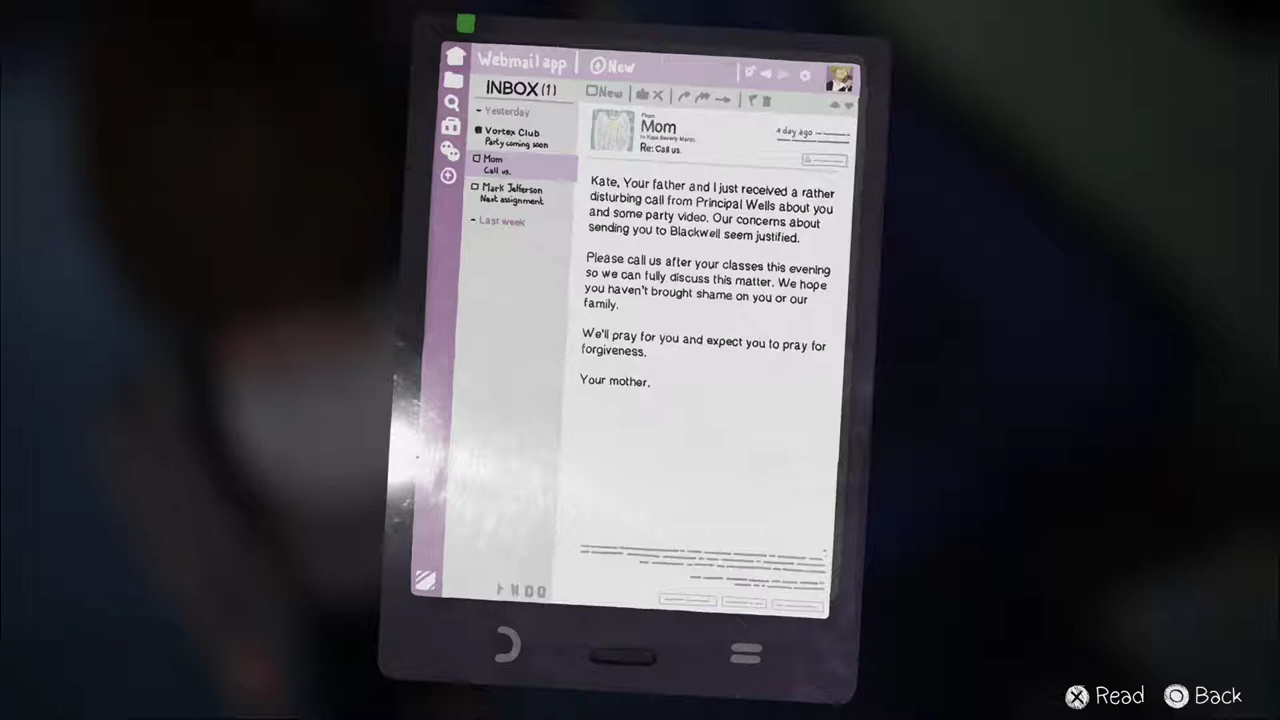 Webmail app
New
INBOX (1)
New
Yesterday
Vortex Club
Party coming soon
Mom
Call us.
Mark Jefferson
Next assignment
Last week
From
Mom
to Kate Beverly Marsh
Re: Call us.
A day ago
Kate, Your father and I just received a rather
disturbing call from Principal Wells about you
and some party video. Our concerns about
sending you to Blackwell seem justified.
Please call us after your classes this evening
so we can fully discuss this matter. We hope
you haven't brought shame on you or our
family.
We'll pray for you and expect you to pray for
forgiveness.
Your mother.
Read
Back